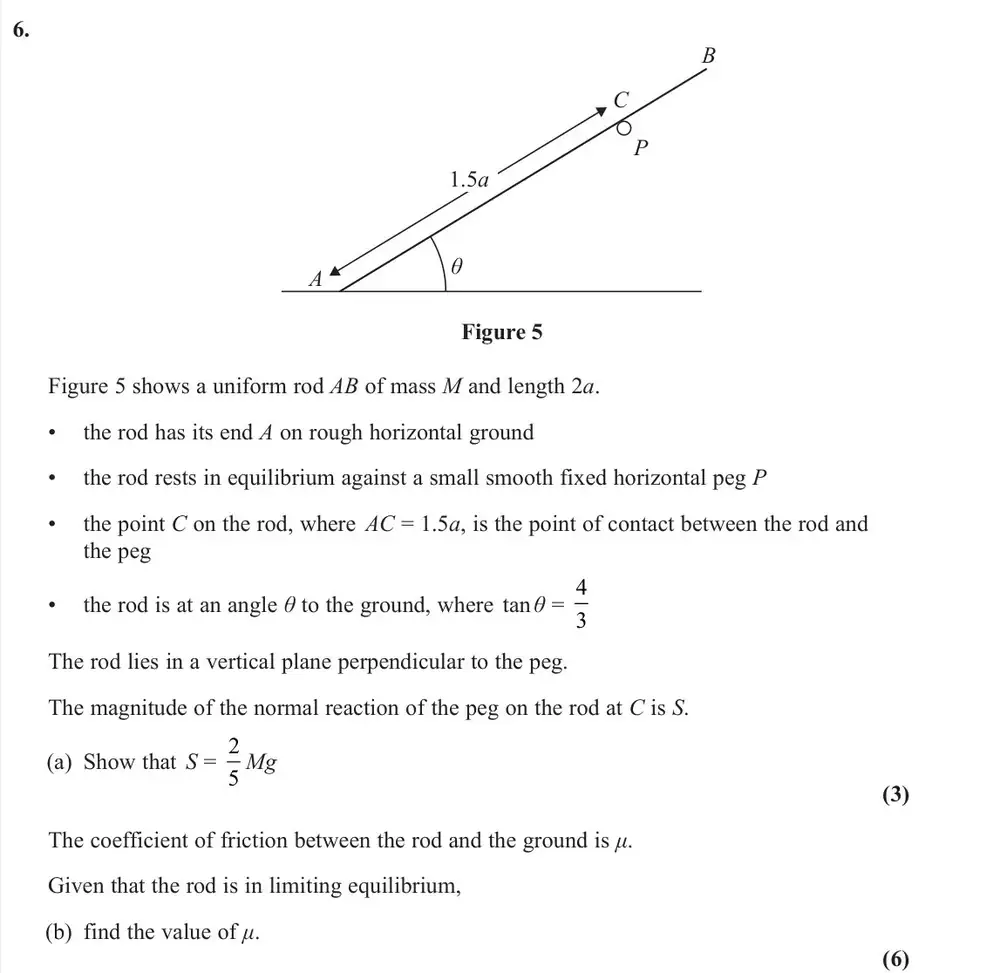 6.
B
C
P
1.5a
A
θ
Figure 5
Figure 5 shows a uniform rod AB of mass M and length 2a.
• the rod has its end A on rough horizontal ground
• the rod rests in equilibrium against a small smooth fixed horizontal peg P
• the point C on the rod, where AC = 1.5a, is the point of contact between the rod and
the peg
• the rod is at an angle θ to the ground, where tan θ = 4/3
The rod lies in a vertical plane perpendicular to the peg.
The magnitude of the normal reaction of the peg on the rod at C is S.
(a) Show that S = 2/5 Mg
(3)
The coefficient of friction between the rod and the ground is μ.
Given that the rod is in limiting equilibrium,
(b) find the value of μ.
(6)